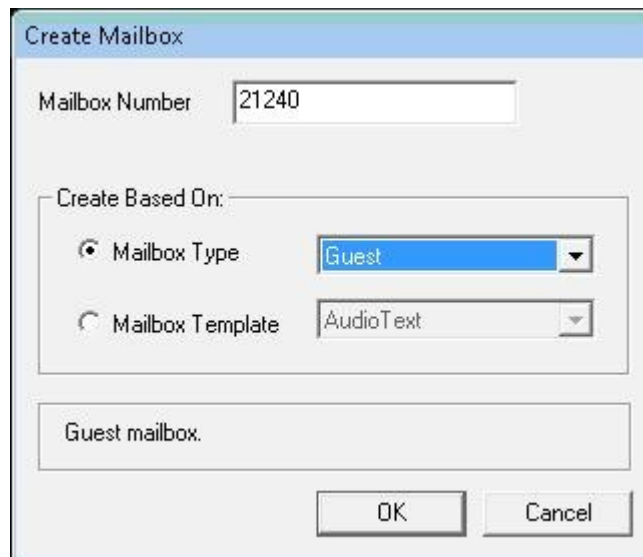 Create Mailbox
Mailbox Number 21240
Create Based On:
Mailbox Type Guest
Mailbox Template AudioText
Guest mailbox.
OK Cancel